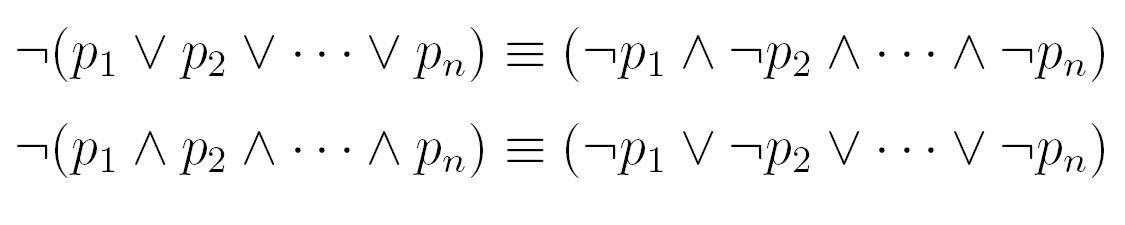 ¬(p₁ ∨ p₂ ∨ ⋯ ∨ pₙ) ≡ (¬p₁ ∧ ¬p₂ ∧ ⋯ ∧ ¬pₙ)
¬(p₁ ∧ p₂ ∧ ⋯ ∧ pₙ) ≡ (¬p₁ ∨ ¬p₂ ∨ ⋯ ∨ ¬pₙ)